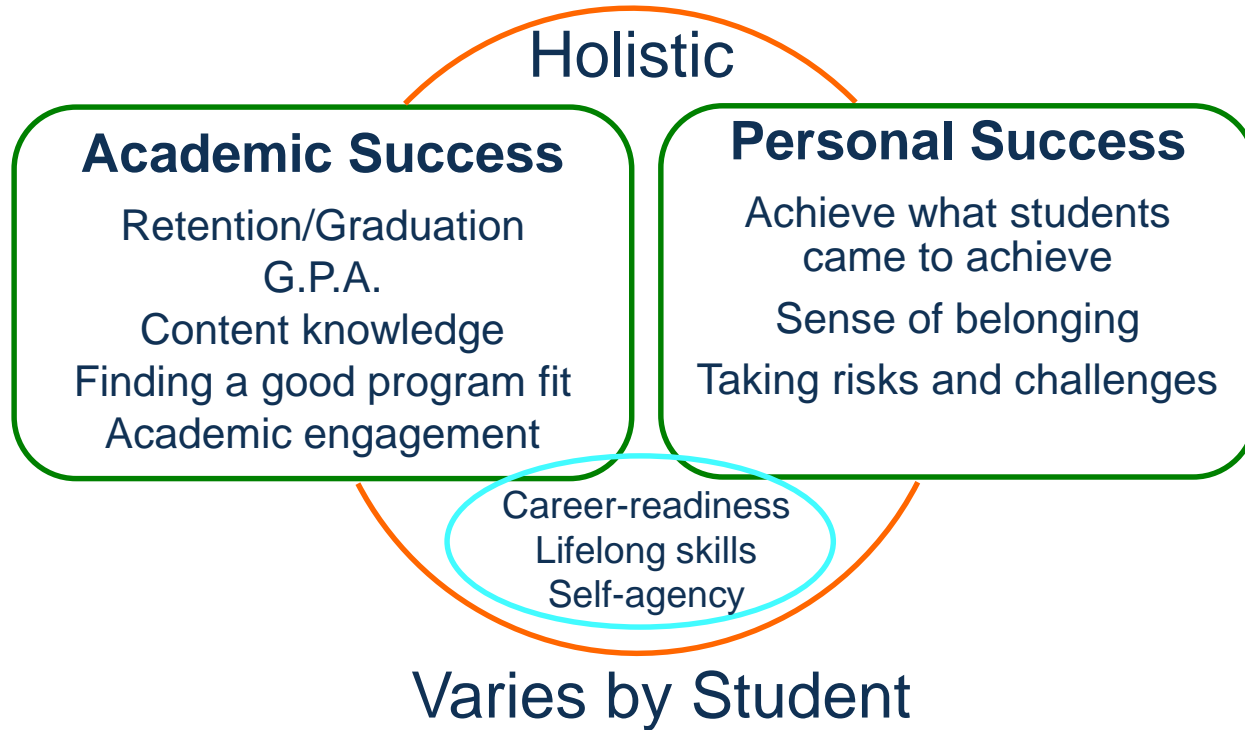 Holistic
Academic Success
Retention/Graduation
G.P.A.
Content knowledge
Finding a good program fit
Academic engagement
Personal Success
Achieve what students
came to achieve
Sense of belonging
Taking risks and challenges
Career-readiness
Lifelong skills
Self-agency
Varies by Student